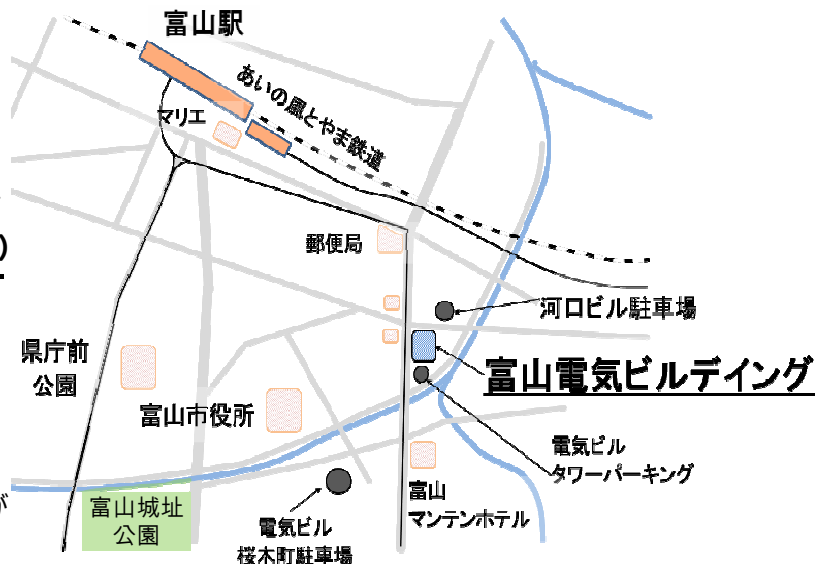 富山駅
あいの風とやま鉄道
マリエ
)
郵便局
河口ビル駐車場
県庁前
公園
富山電気ビルデイング
富山市役所
電気ビル
タワーパーキング
富山
マンテンホテル
が
富山城址
公園
電気ビル
桜木町駐車場